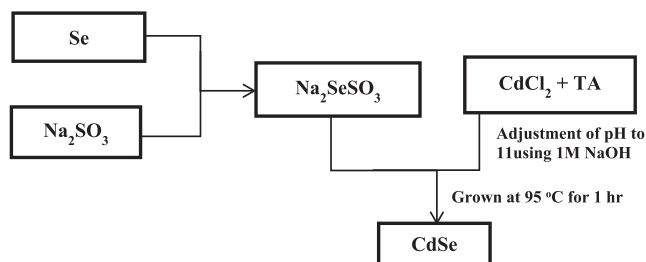 Se
Na₂SO₃
Na₂SeSO₃
CdCl₂ + TA
Adjustment of pH to
11using 1M NaOH
Grown at 95 ºC for 1 hr
CdSe